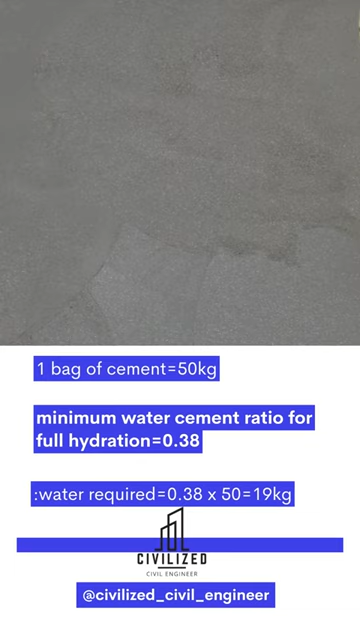 1 bag of cement=50kg
minimum water cement ratio for
full hydration=0.38
:water required=0.38 x 50=19kg
CIVILIZED
CIVIL ENGINEER
@civilized_civil_engineer